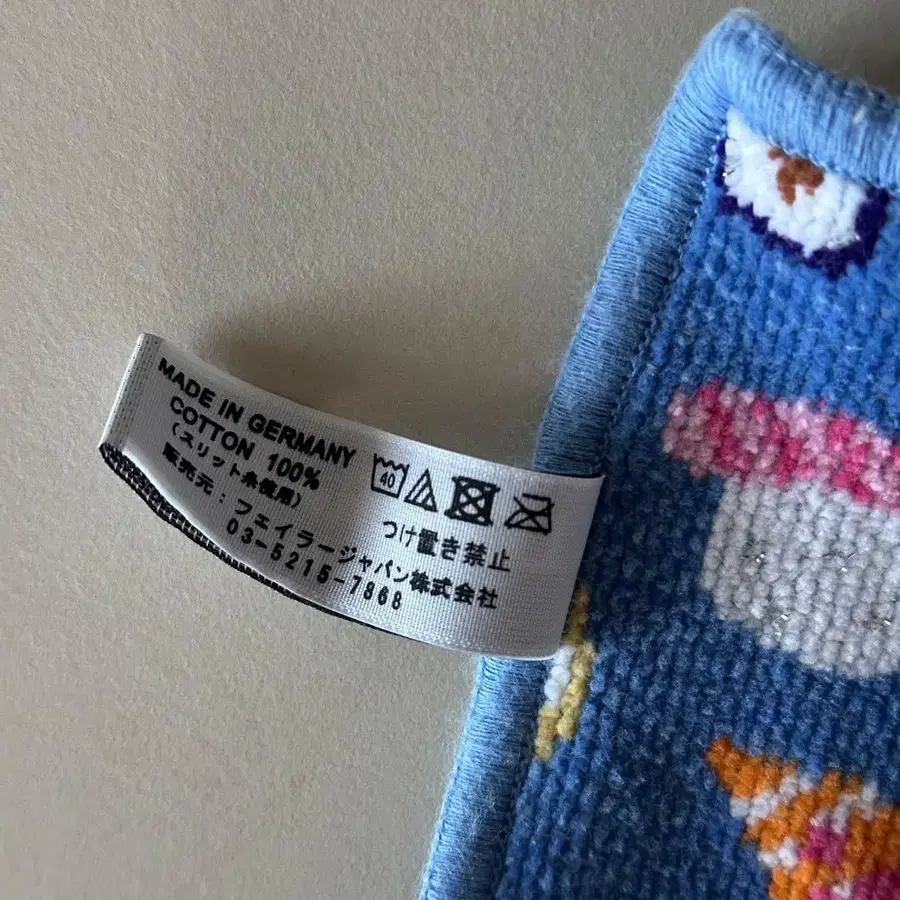 MADE IN GERMANY
COTTON 100%
(スリット糸使用)
40
つけ置き禁止
販売元:フェイラージャパン株式会社
03-5215-7868